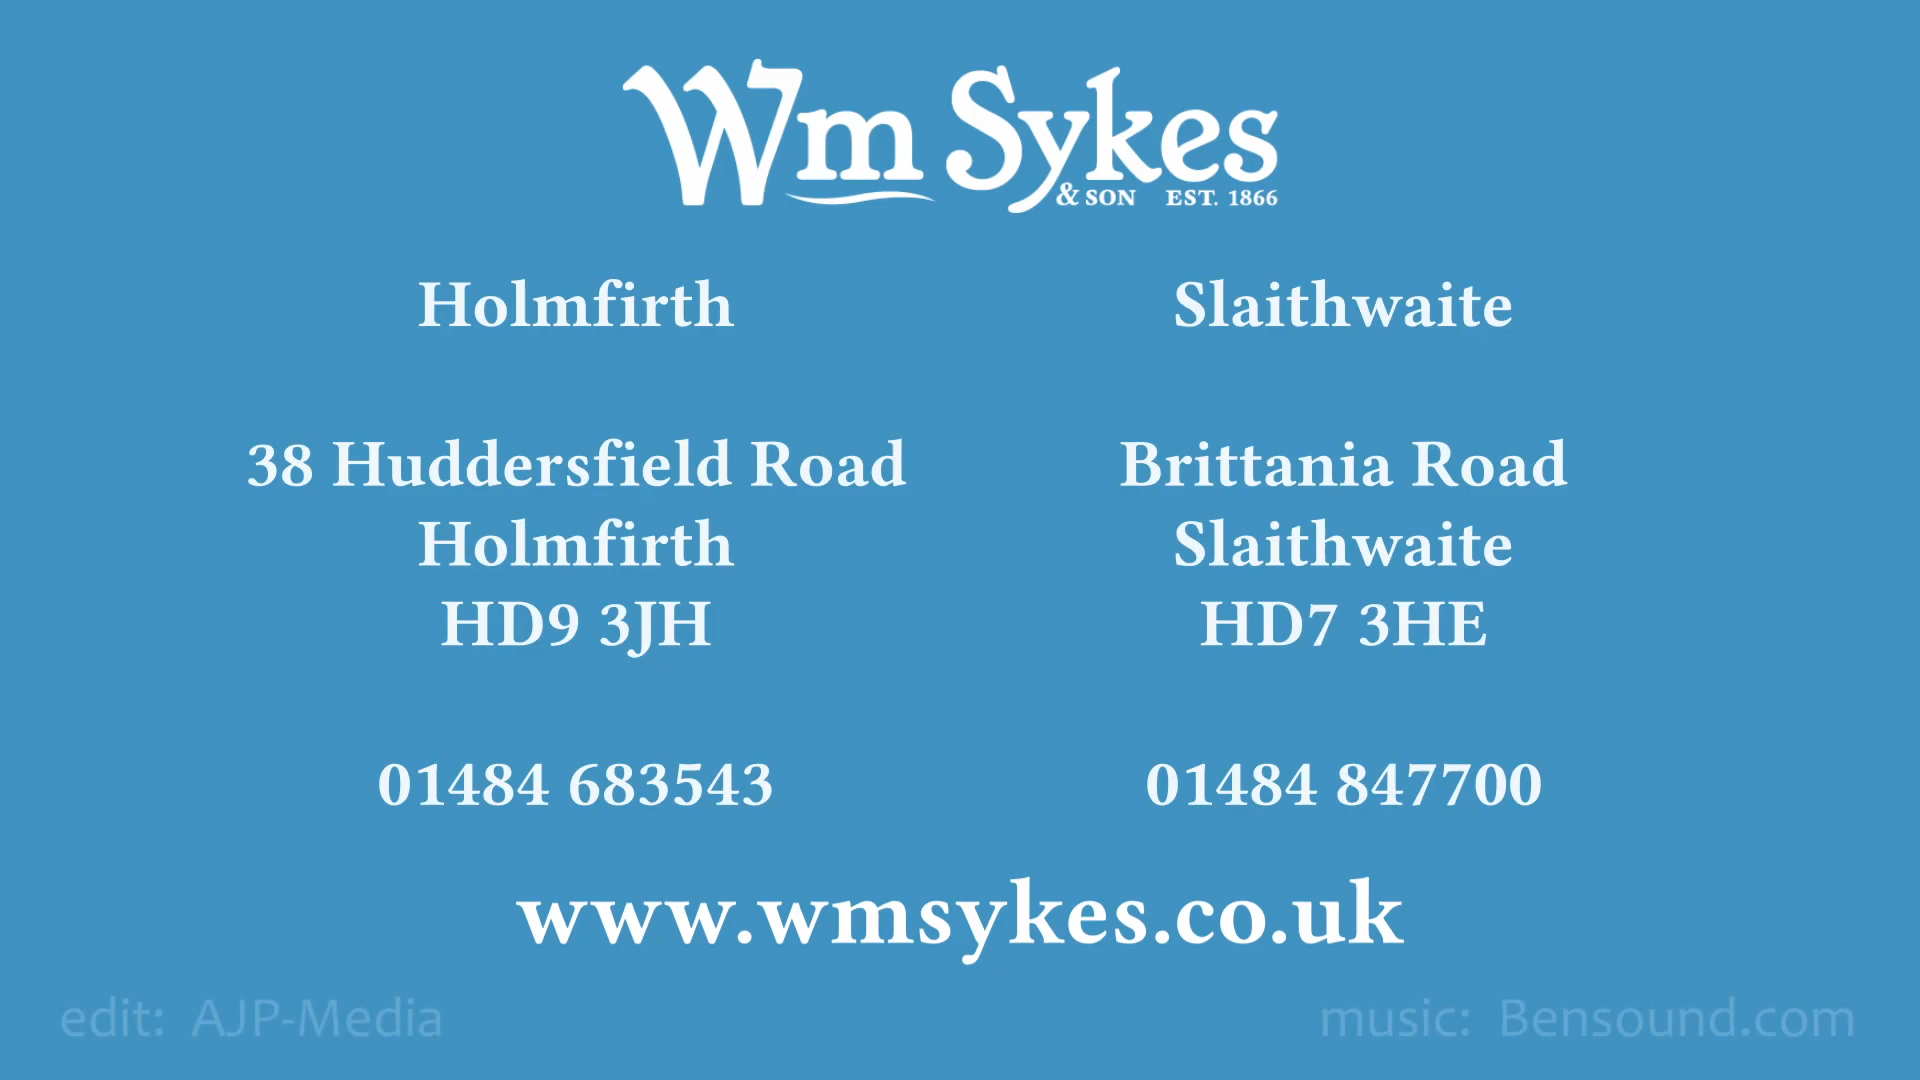 Wm Sykes
& SON EST. 1866
Holmfirth
38 Huddersfield Road
Holmfirth
HD9 3JH
01484 683543
Slaithwaite
Brittania Road
Slaithwaite
HD7 3HE
01484 847700
www.wmsykes.co.uk
edit: AJP-Media
music: Bensound.com